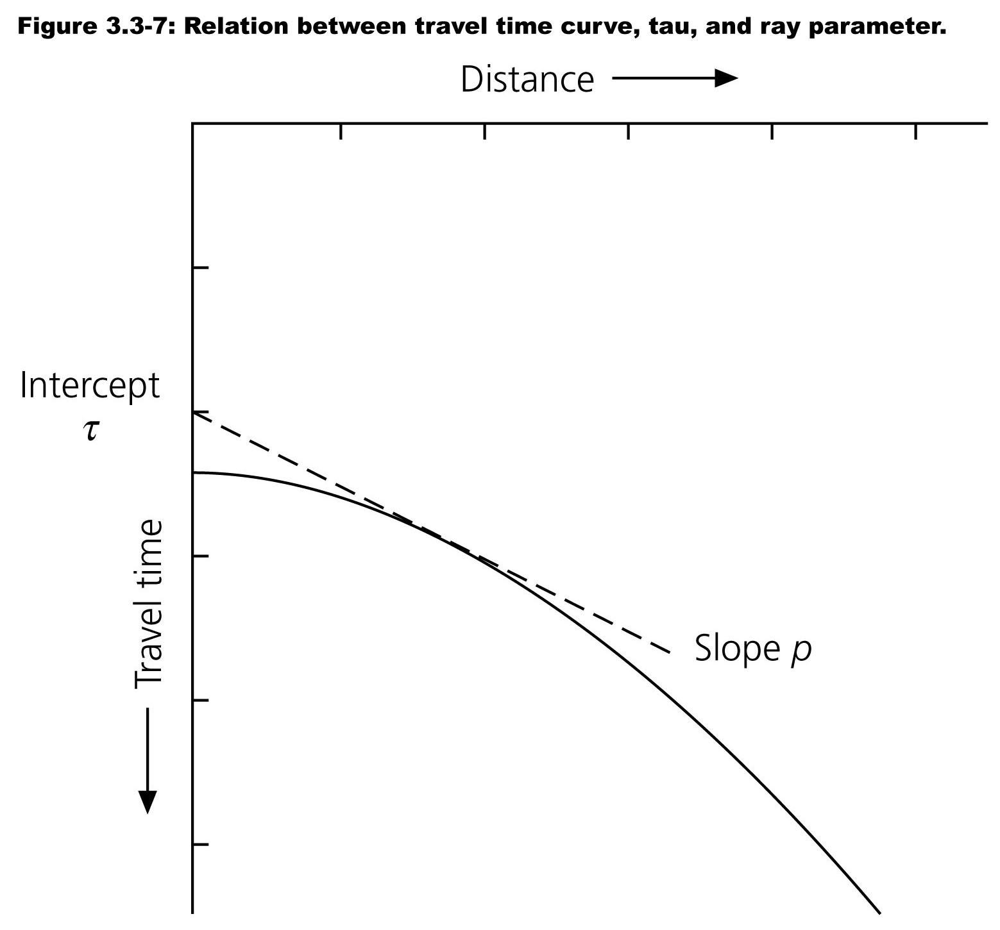 Figure 3.3-7: Relation between travel time curve, tau, and ray parameter.
Distance
Intercept
τ
Travel time
Slope p